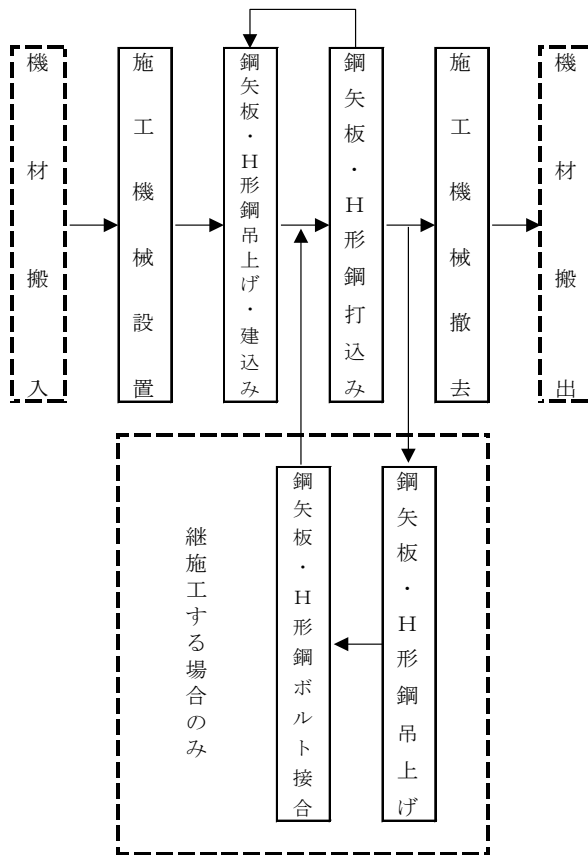 機材搬入
施工機械設置
鋼矢板・Ｈ形鋼吊上げ・建込み
鋼矢板・Ｈ形鋼打込み
施工機械撤去
機材搬出
継施工する場合のみ
鋼矢板・Ｈ形鋼ボルト接合
鋼矢板・Ｈ形鋼吊上げ